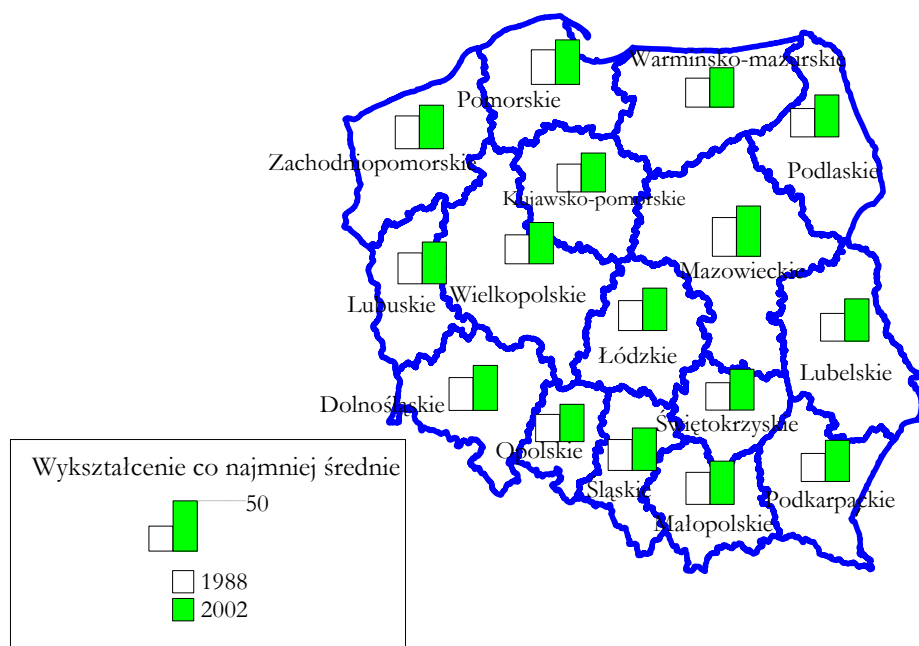 Warmińsko-mazurskie
Pomorskie
Zachodniopomorskie
Podlaskie
Kujawsko-pomorskie
Mazowieckie
Lubuskie
Wielkopolskie
Łódzkie
Lubelskie
Dolnośląskie
Świętokrzyskie
Opolskie
Śląskie
Podkarpackie
Małopolskie
Wykształcenie co najmniej średnie
50
1988
2002